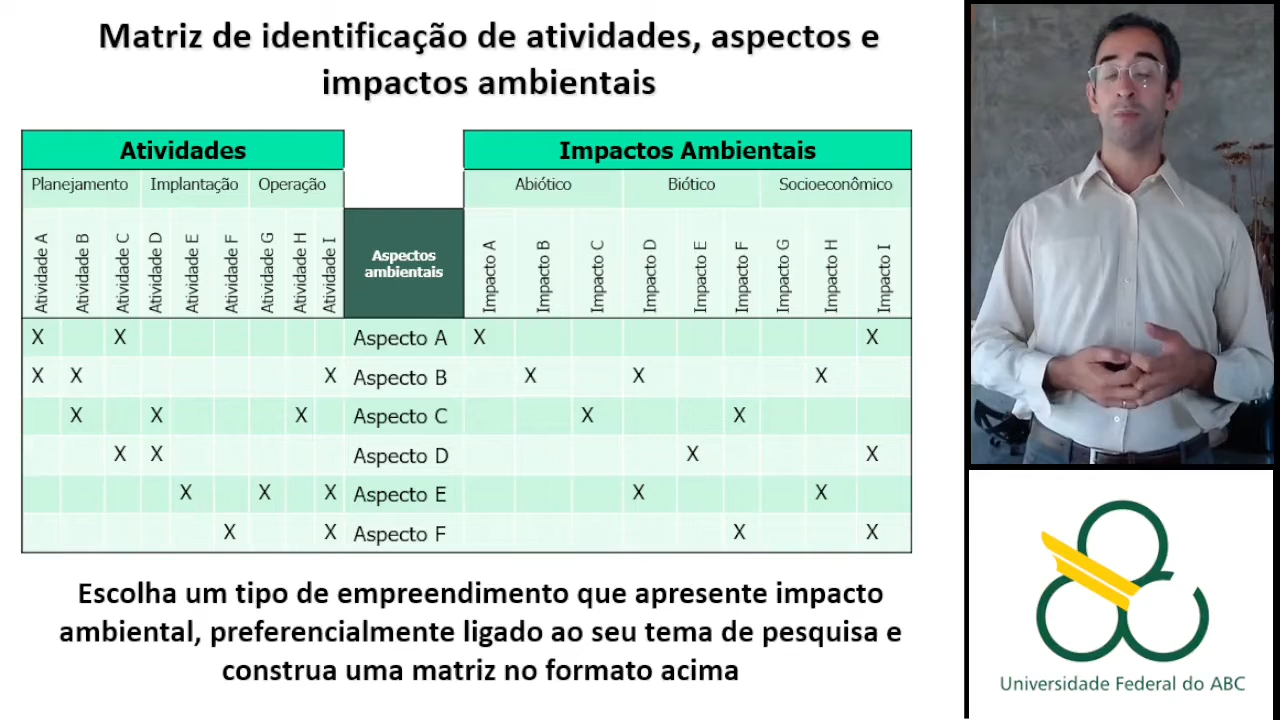 Matriz de identificação de atividades, aspectos e
impactos ambientais
Atividades
Impactos Ambientais
Planejamento Implantação Operação
Abiótico Biótico Socioeconômico
Atividade A Atividade B Atividade C Atividade D Atividade E Atividade F Atividade G Atividade H Atividade I
Aspectos
ambientais
Impacto A Impacto B Impacto C Impacto D Impacto E Impacto F Impacto G Impacto H Impacto I
X X Aspecto A X X
X X X Aspecto B X X X
X X X Aspecto C X X
X X Aspecto D X X
X X X Aspecto E X X
X X Aspecto F X X
Escolha um tipo de empreendimento que apresente impacto
ambiental, preferencialmente ligado ao seu tema de pesquisa e
construa uma matriz no formato acima
Universidade Federal do ABC